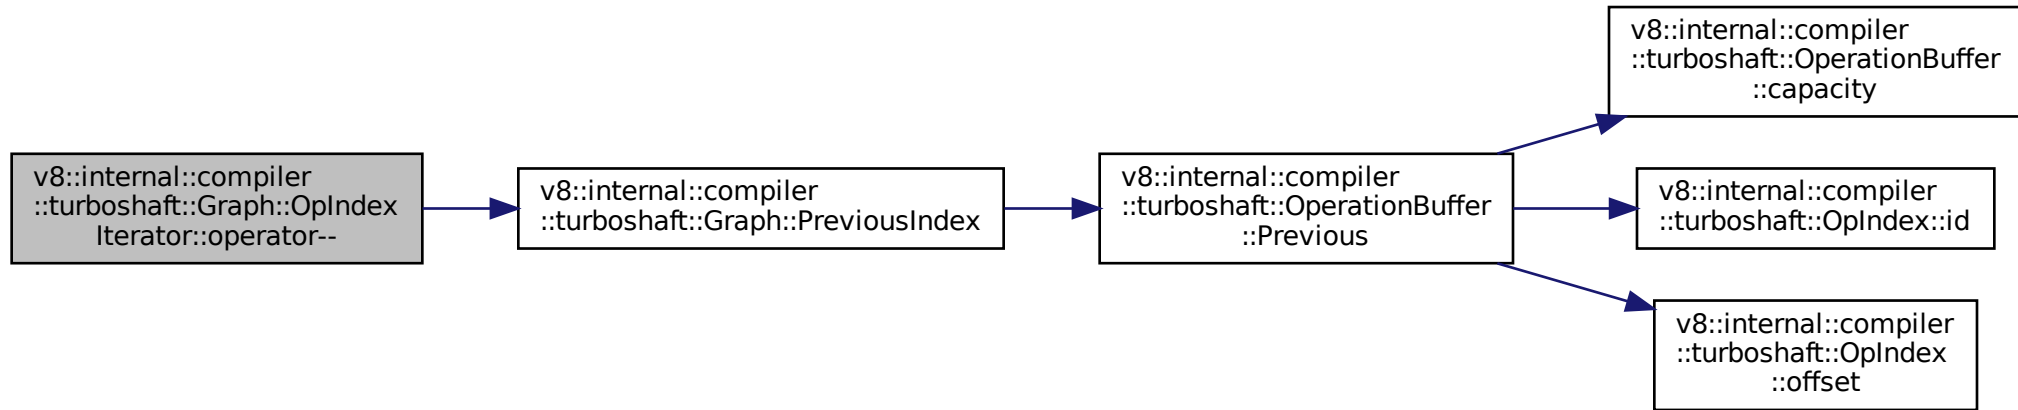 v8::internal::compiler
::turboshaft::Graph::OpIndex
Iterator::operator--
v8::internal::compiler
::turboshaft::Graph::PreviousIndex
v8::internal::compiler
::turboshaft::OperationBuffer
::Previous
v8::internal::compiler
::turboshaft::OperationBuffer
::capacity
v8::internal::compiler
::turboshaft::OpIndex::id
v8::internal::compiler
::turboshaft::OpIndex
::offset